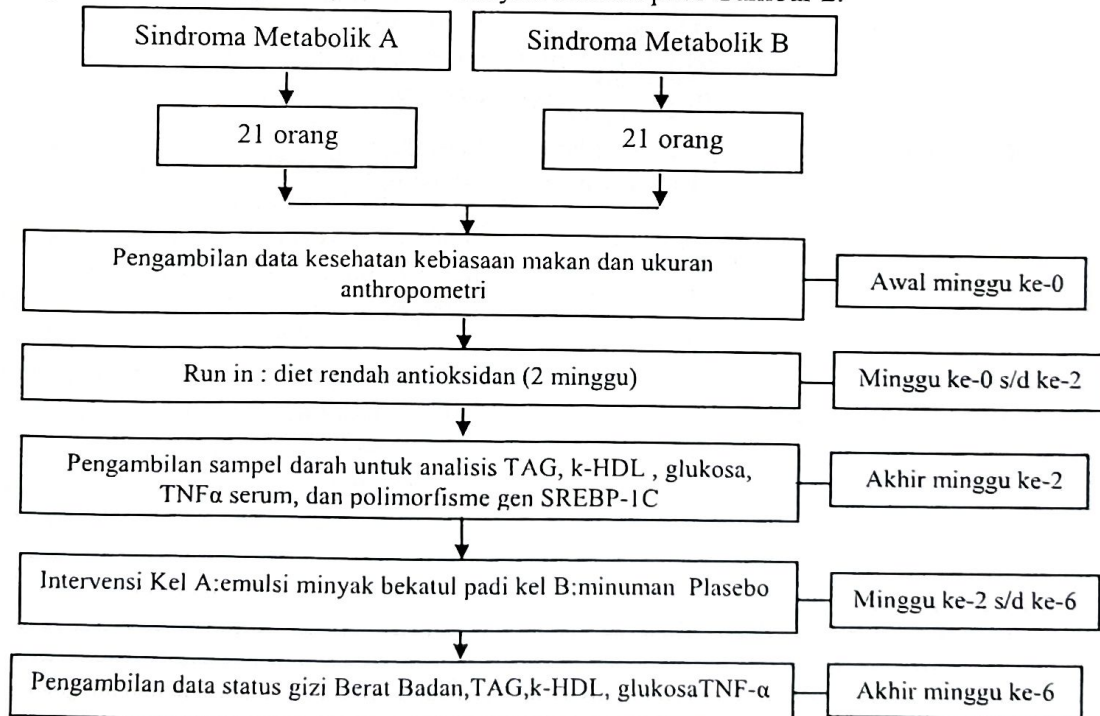 Sindroma Metabolik A
Sindroma Metabolik B
21 orang
21 orang
Pengambilan data kesehatan kebiasaan makan dan ukuran
anthropometri
Awal minggu ke-0
Run in : diet rendah antioksidan (2 minggu)
Minggu ke-0 s/d ke-2
Pengambilan sampel darah untuk analisis TAG, k-HDL , glukosa,
TNFα serum, dan polimorfisme gen SREBP-1C
Akhir minggu ke-2
Intervensi Kel A:emulsi minyak bekatul padi kel B:minuman Plasebo
Minggu ke-2 s/d ke-6
Pengambilan data status gizi Berat Badan,TAG,k-HDL, glukosaTNF-α
Akhir minggu ke-6